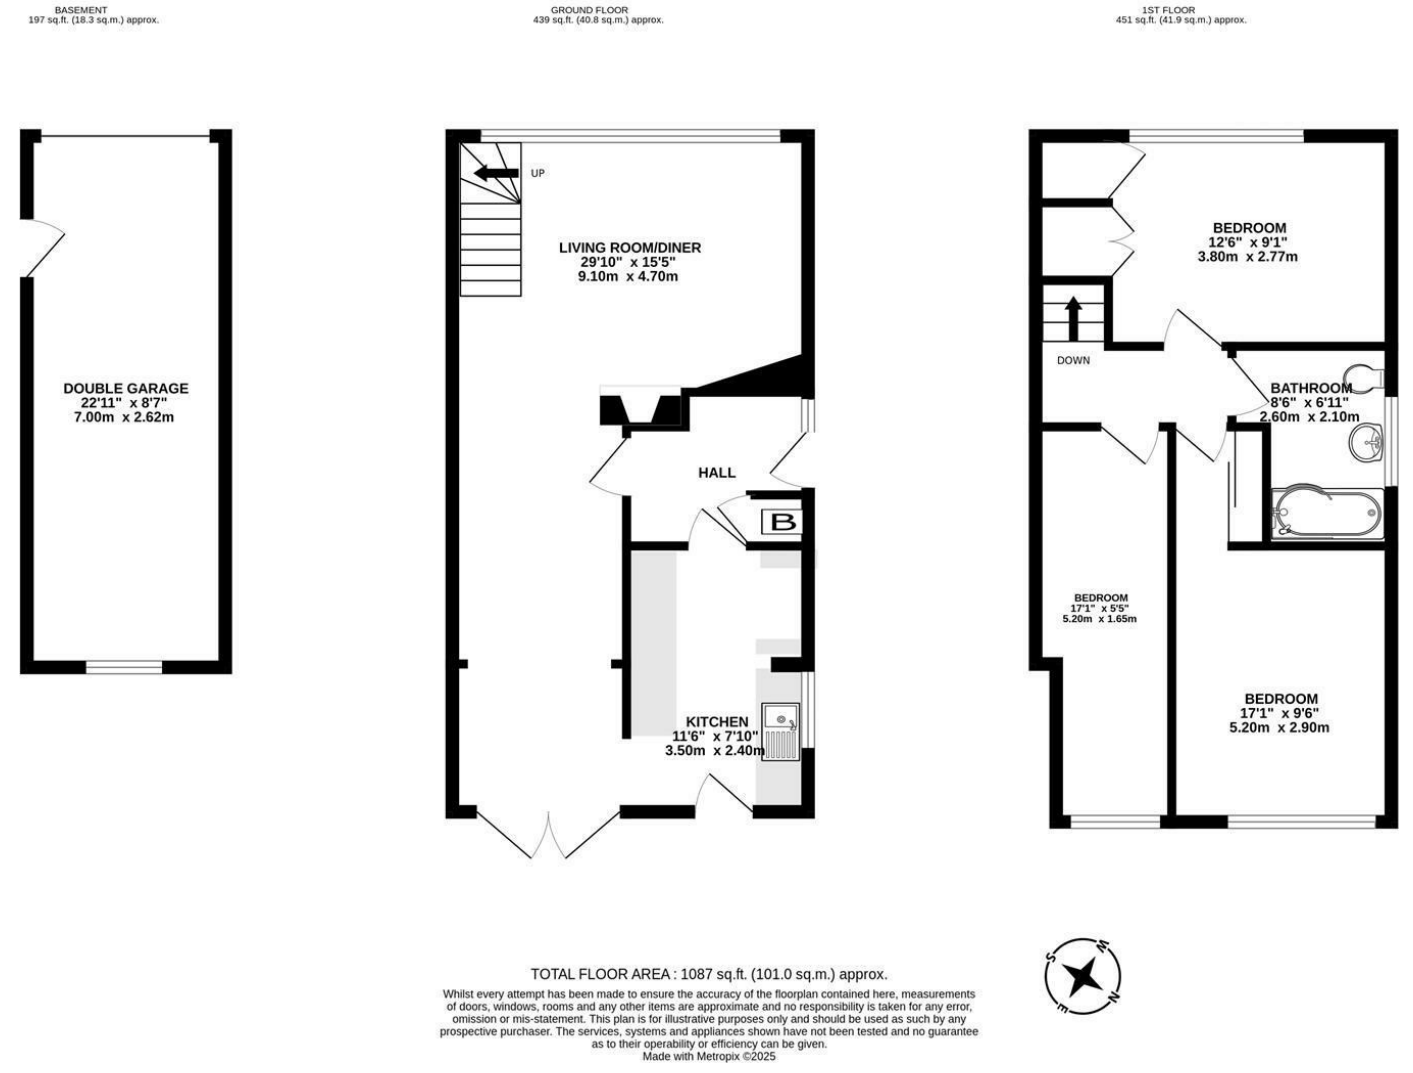 BASEMENT
197 sq.ft. (18.3 sq.m.) approx.
GROUND FLOOR
439 sq.ft. (40.8 sq.m.) approx.
1ST FLOOR
451 sq.ft. (41.9 sq.m.) approx.
DOUBLE GARAGE
22'11" x 8'7"
7.00m x 2.62m
UP
LIVING ROOM/DINER
29'10" x 15'5"
9.10m x 4.70m
HALL
B
KITCHEN
11'6" x 7'10"
3.50m x 2.40m
BEDROOM
12'6" x 9'1"
3.80m x 2.77m
DOWN
BATHROOM
8'6" x 6'11"
2.60m x 2.10m
BEDROOM
17'1" x 5'5"
5.20m x 1.65m
BEDROOM
17'1" x 9'6"
5.20m x 2.90m
S
W
E
N
TOTAL FLOOR AREA : 1087 sq.ft. (101.0 sq.m.) approx.
Whilst every attempt has been made to ensure the accuracy of the floorplan contained here, measurements
of doors, windows, rooms and any other items are approximate and no responsibility is taken for any error,
omission or mis-statement. This plan is for illustrative purposes only and should be used as such by any
prospective purchaser. The services, systems and appliances shown have not been tested and no guarantee
as to their operability or efficiency can be given.
Made with Metropix ©2025